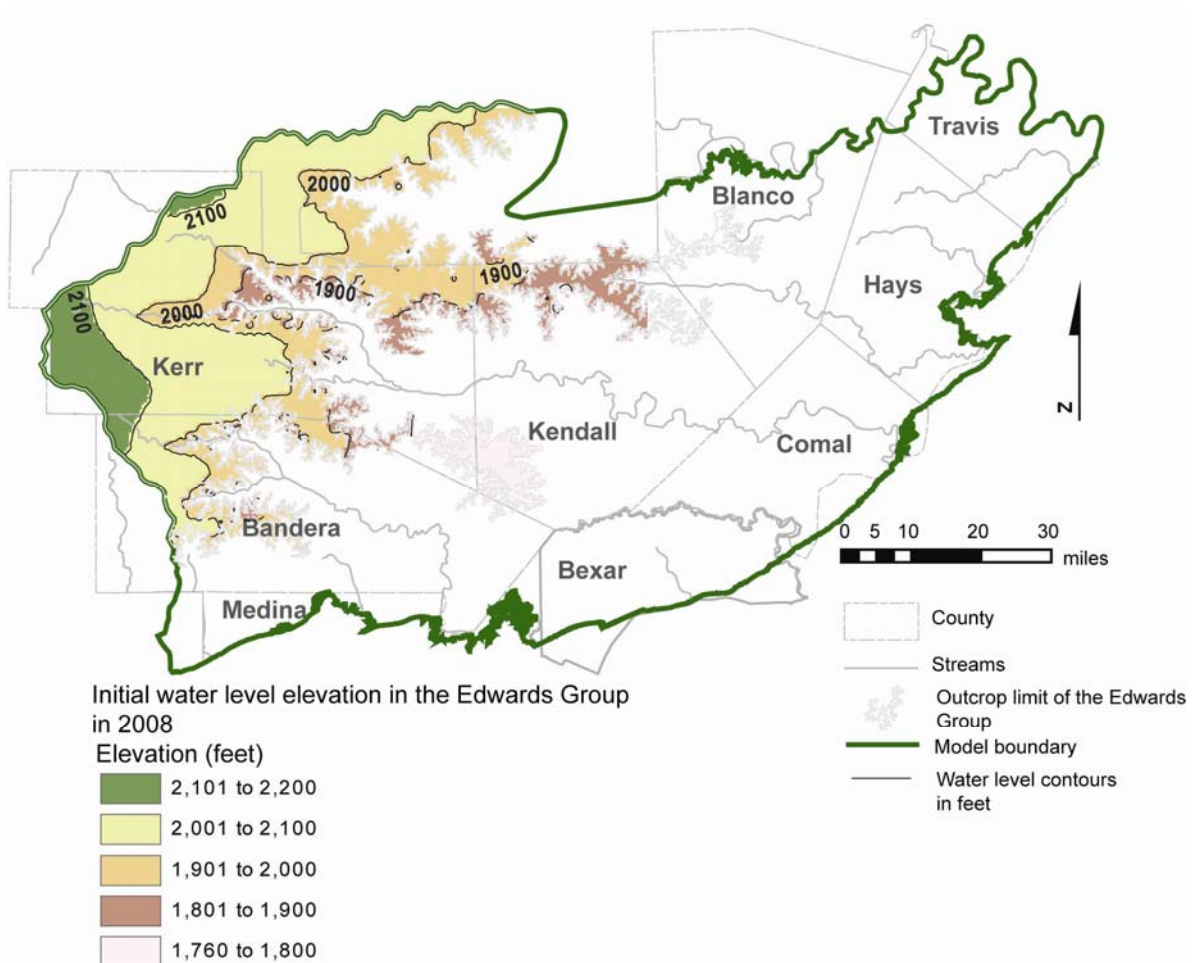 Travis
2000
Blanco
2100
1900
1900
Hays
2100
2000
Kerr
N
Kendall
Comal
Bandera
0 5 10 20 30
miles
Bexar
Medina
County
Streams
Outcrop limit of the Edwards
Group
Model boundary
Water level contours
in feet
Initial water level elevation in the Edwards Group
in 2008
Elevation (feet)
2,101 to 2,200
2,001 to 2,100
1,901 to 2,000
1,801 to 1,900
1,760 to 1,800